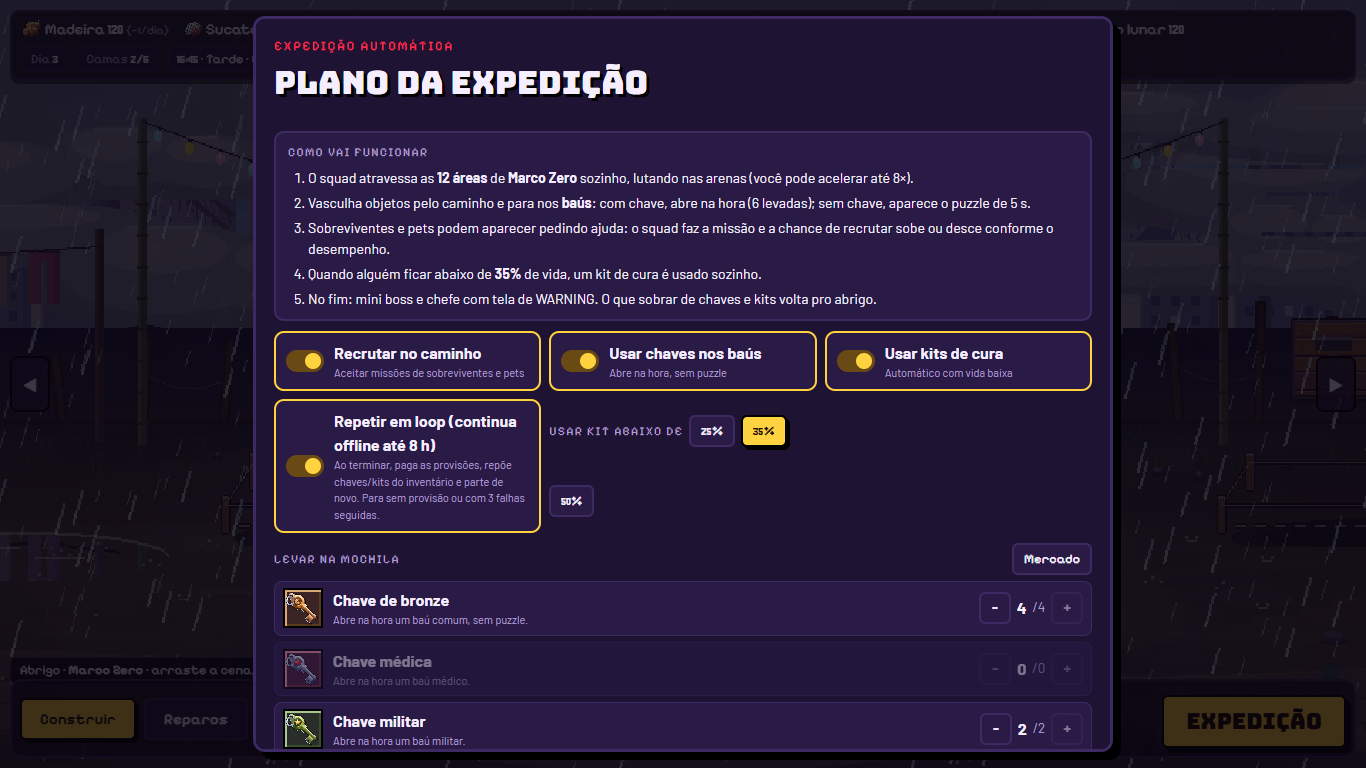 Madeira 120 (-1/dia) Sucat
o lunar 120
Dia 3 Camas 2/5 15:45 · Tarde ·
EXPEDIÇÃO AUTOMÁTICA
PLANO DA EXPEDIÇÃO
COMO VAI FUNCIONAR
1. O squad atravessa as 12 áreas de Marco Zero sozinho, lutando nas arenas (você pode acelerar até 8×).
2. Vasculha objetos pelo caminho e para nos baús: com chave, abre na hora (6 levadas); sem chave, aparece o puzzle de 5 s.
3. Sobreviventes e pets podem aparecer pedindo ajuda: o squad faz a missão e a chance de recrutar sobe ou desce conforme o
desempenho.
4. Quando alguém ficar abaixo de 35% de vida, um kit de cura é usado sozinho.
5. No fim: mini boss e chefe com tela de WARNING. O que sobrar de chaves e kits volta pro abrigo.
Recrutar no caminho
Aceitar missões de sobreviventes e pets
Usar chaves nos baús
Abre na hora, sem puzzle
Usar kits de cura
Automático com vida baixa
Repetir em loop (continua
offline até 8 h)
Ao terminar, paga as provisões, repõe
chaves/kits do inventário e parte de
novo. Para sem provisão ou com 3 falhas
seguidas.
USAR KIT ABAIXO DE 25% 35%
50%
LEVAR NA MOCHILA
Mercado
Chave de bronze
Abre na hora um baú comum, sem puzzle.
- 4 /4 +
Chave médica
Abre na hora um baú médico.
- 0 /0 +
Chave militar
Abre na hora um baú militar.
- 2 /2 +
Abrigo · Marco Zero · arraste a cena
Construir
Reparos
EXPEDIÇÃO